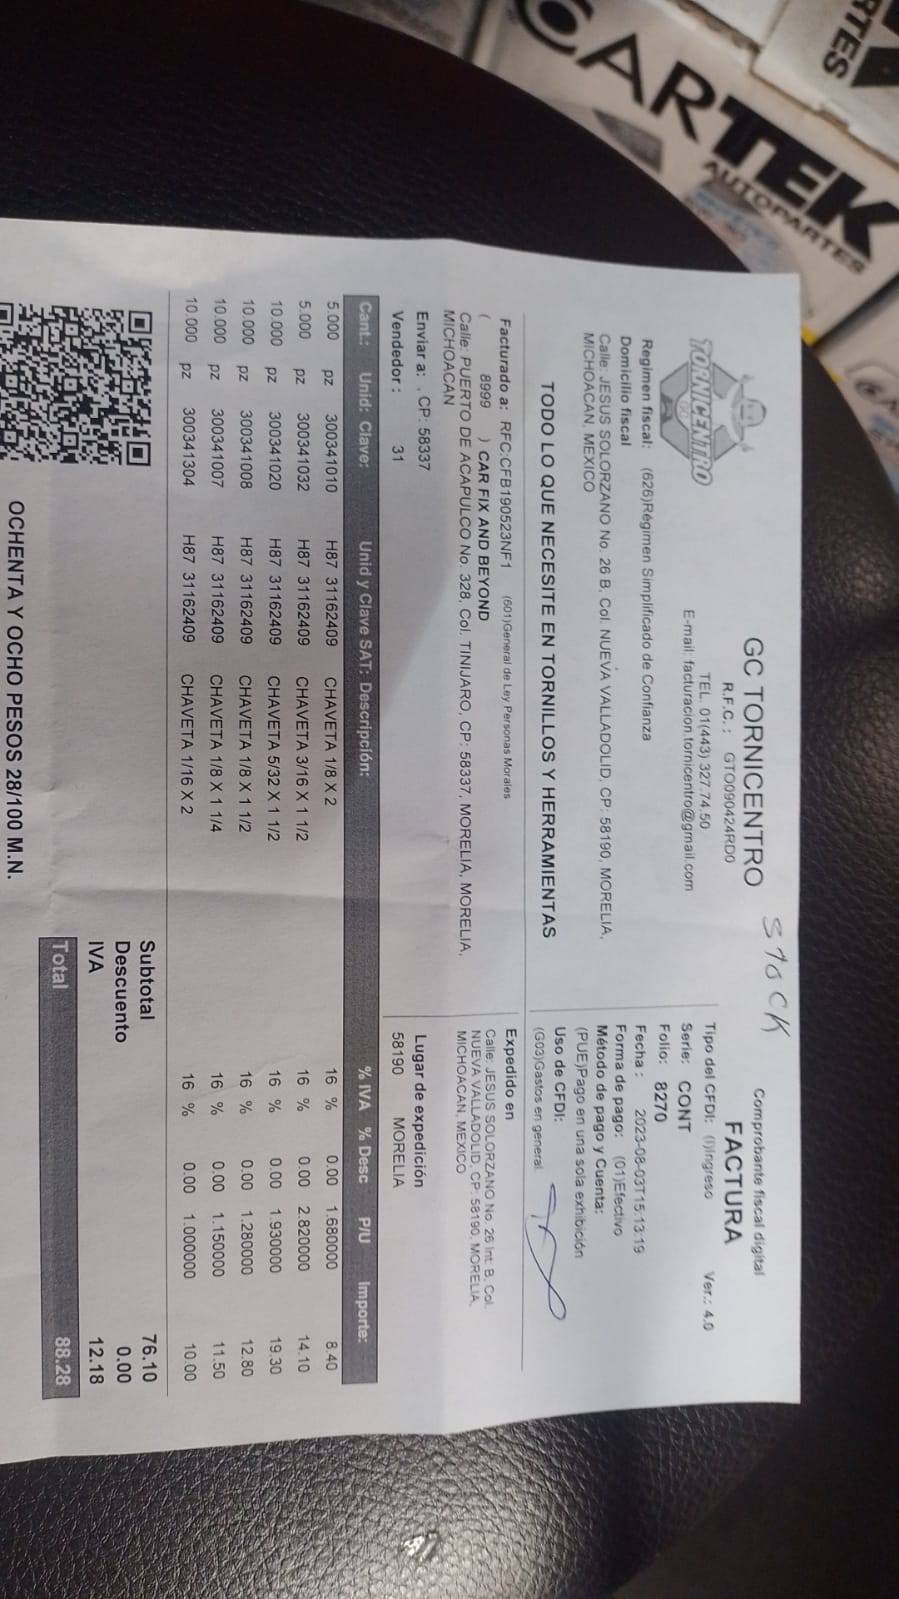 GC TORNICENTRO
R.F.C.: GTO090424RD0
TEL. 01(443) 327.74.50
E-mail: facturacion.tornicentro@gmail.com
TORNICENTRO
STOCK
Comprobante fiscal digital
FACTURA
Tipo del CFDI: (I)Ingreso Ver.: 4.0
Serie: CONT
Folio: 8270
Fecha : 2023-08-03T15:13:19
Forma de pago: (01)Efectivo
Método de pago y Cuenta:
(PUE)Pago en una sola exhibición
Uso de CFDI:
(G03)Gastos en general
Regimen fiscal: (626)Régimen Simplificado de Confianza
Domicilio fiscal
Calle: JESUS SOLORZANO No. 26 B, Col. NUEVA VALLADOLID, CP: 58190, MORELIA,
MICHOACAN, MEXICO
TODO LO QUE NECESITE EN TORNILLOS Y HERRAMIENTAS
Facturado a: RFC:CFB190523NF1 (601)General de Ley Personas Morales
( 8999 ) CAR FIX AND BEYOND
Calle: PUERTO DE ACAPULCO No. 328, Col. TINIJARO, CP: 58337, MORELIA, MORELIA,
MICHOACAN
Enviar a: , CP: 58337
Vendedor : 31
Expedido en
Calle: JESUS SOLORZANO No. 26 Int: B, Col.
NUEVA VALLADOLID, CP: 58190, MORELIA,
MICHOACAN, MEXICO
Lugar de expedición
58190 MORELIA
Cant.: Unid: Clave: Unid y Clave SAT: Descripción: % IVA % Desc P/U Importe:
5.000 pz 300341010 H87 31162409 CHAVETA 1/8 X 2 16 % 0.00 1.680000 8.40
5.000 pz 300341032 H87 31162409 CHAVETA 3/16 X 1 1/2 16 % 0.00 2.820000 14.10
10.000 pz 300341020 H87 31162409 CHAVETA 5/32 X 1 1/2 16 % 0.00 1.930000 19.30
10.000 pz 300341008 H87 31162409 CHAVETA 1/8 X 1 1/2 16 % 0.00 1.280000 12.80
10.000 pz 300341007 H87 31162409 CHAVETA 1/8 X 1 1/4 16 % 0.00 1.150000 11.50
10.000 pz 300341304 H87 31162409 CHAVETA 1/16 X 2 16 % 0.00 1.000000 10.00
Subtotal 76.10
Descuento 0.00
IVA 12.18
Total 88.28
OCHENTA Y OCHO PESOS 28/100 M.N.
CARTEK
AUTOPARTES
RTES